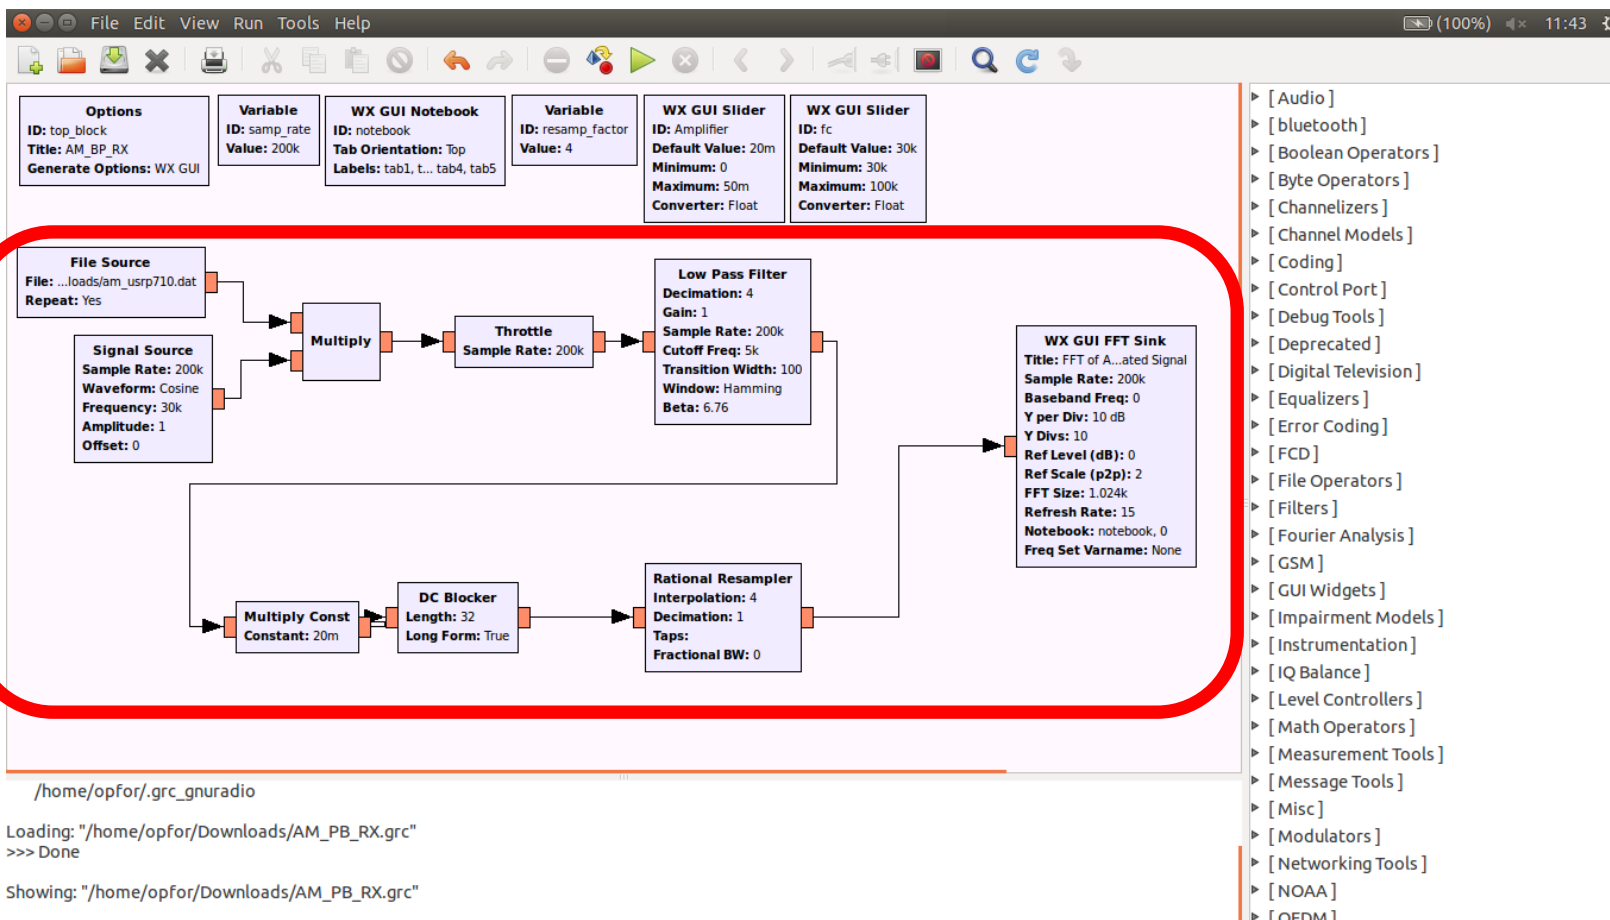 File Edit View Run Tools Help
(100%) 11:43
Options
ID: top_block
Title: AM_BP_RX
Generate Options: WX GUI
Variable
ID: samp_rate
Value: 200k
WX GUI Notebook
ID: notebook
Tab Orientation: Top
Labels: tab1, t... tab4, tab5
Variable
ID: resamp_factor
Value: 4
WX GUI Slider
ID: Amplifier
Default Value: 20m
Minimum: 0
Maximum: 50m
Converter: Float
WX GUI Slider
ID: fc
Default Value: 30k
Minimum: 30k
Maximum: 100k
Converter: Float
File Source
File: ...loads/am_usrp710.dat
Repeat: Yes
Signal Source
Sample Rate: 200k
Waveform: Cosine
Frequency: 30k
Amplitude: 1
Offset: 0
Multiply
Throttle
Sample Rate: 200k
Low Pass Filter
Decimation: 4
Gain: 1
Sample Rate: 200k
Cutoff Freq: 5k
Transition Width: 100
Window: Hamming
Beta: 6.76
WX GUI FFT Sink
Title: FFT of A...ated Signal
Sample Rate: 200k
Baseband Freq: 0
Y per Div: 10 dB
Y Divs: 10
Ref Level (dB): 0
Ref Scale (p2p): 2
FFT Size: 1.024k
Refresh Rate: 15
Notebook: notebook, 0
Freq Set Varname: None
Multiply Const
Constant: 20m
DC Blocker
Length: 32
Long Form: True
Rational Resampler
Interpolation: 4
Decimation: 1
Taps:
Fractional BW: 0
[ Audio ]
[ bluetooth ]
[ Boolean Operators ]
[ Byte Operators ]
[ Channelizers ]
[ Channel Models ]
[ Coding ]
[ Control Port ]
[ Debug Tools ]
[ Deprecated ]
[ Digital Television ]
[ Equalizers ]
[ Error Coding ]
[ FCD ]
[ File Operators ]
[ Filters ]
[ Fourier Analysis ]
[ GSM ]
[ GUI Widgets ]
[ Impairment Models ]
[ Instrumentation ]
[ IQ Balance ]
[ Level Controllers ]
[ Math Operators ]
[ Measurement Tools ]
[ Message Tools ]
[ Misc ]
[ Modulators ]
[ Networking Tools ]
[ NOAA ]
[ OFDM ]
/home/opfor/.grc_gnuradio
Loading: "/home/opfor/Downloads/AM_PB_RX.grc"
>>> Done
Showing: "/home/opfor/Downloads/AM_PB_RX.grc"